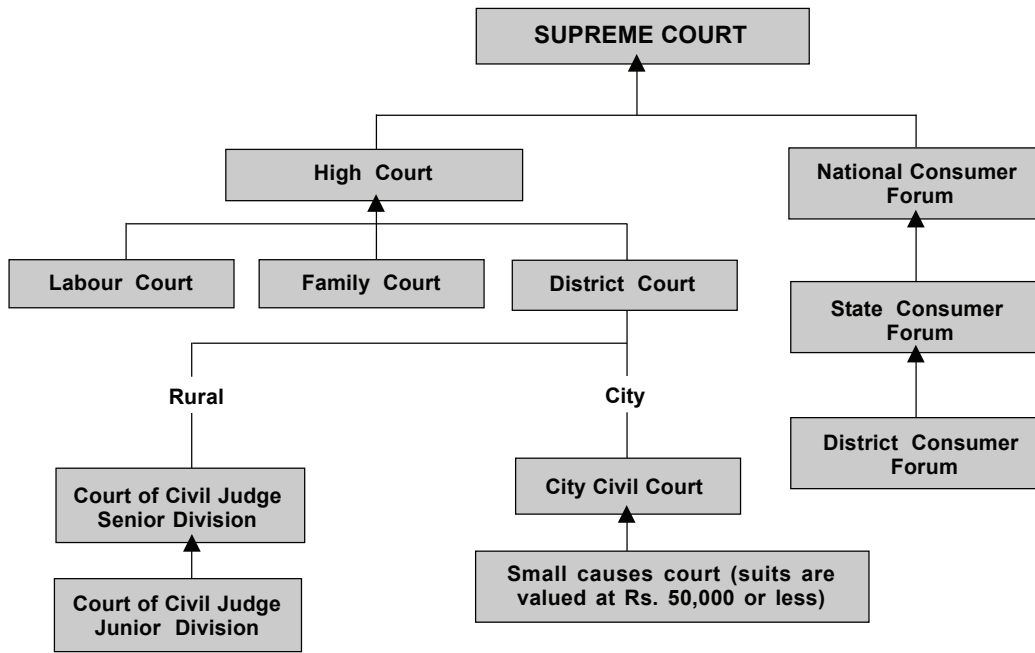 SUPREME COURT
High Court
National Consumer
Forum
Labour Court
Family Court
District Court
State Consumer
Forum
Rural
City
District Consumer
Forum
Court of Civil Judge
Senior Division
City Civil Court
Small causes court (suits are
valued at Rs. 50,000 or less)
Court of Civil Judge
Junior Division